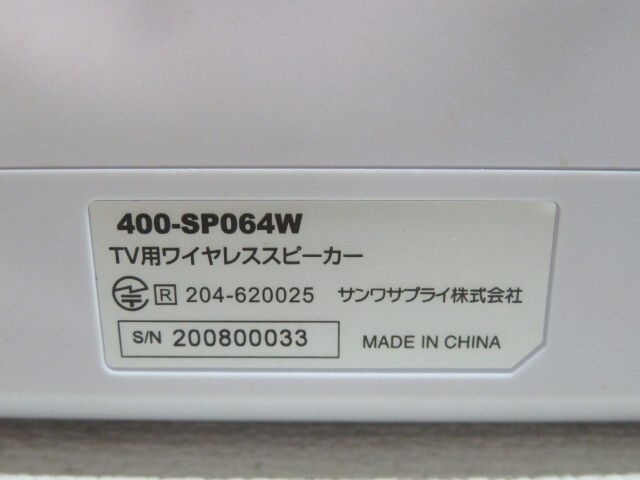 400-SP064W
TV用ワイヤレススピーカー
R 204-620025 サンワサプライ株式会社
S/N 200800033 MADE IN CHINA